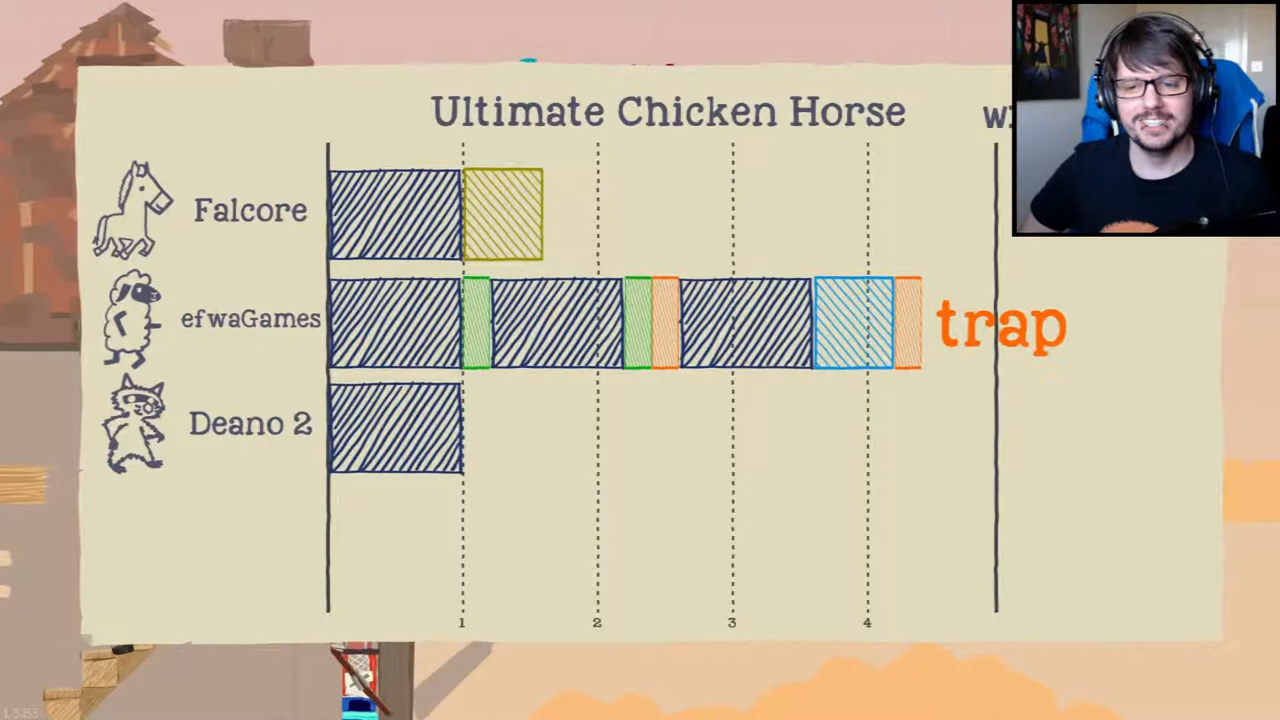 Ultimate Chicken Horse
Falcore
efwaGames
trap
Deano 2
1 2 3 4